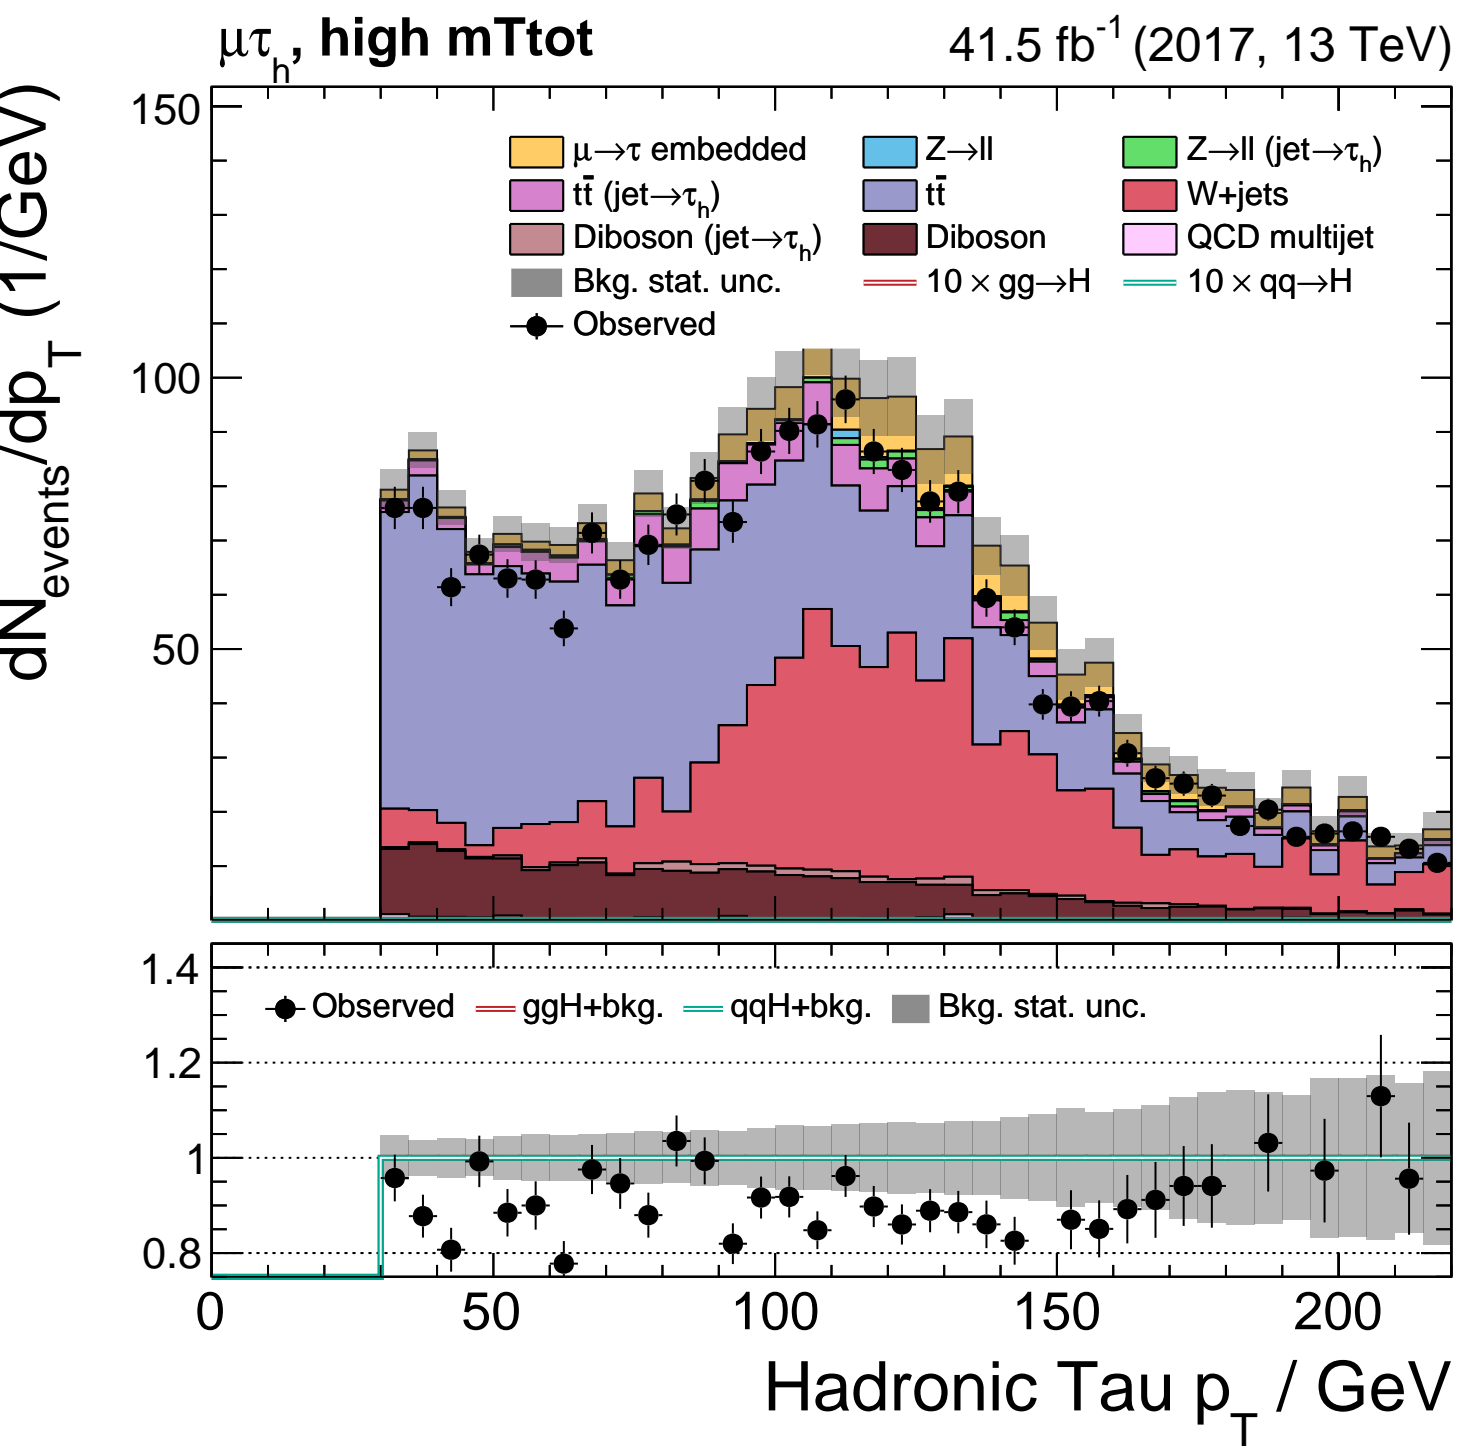 μτh, high mTtot 41.5 fb-1 (2017, 13 TeV)
dNevents/dpT (1/GeV)
150
100
50
μ→τ embedded Z→ll Z→ll (jet→τh)
tt̄ (jet→τh) tt̄ W+jets
Diboson (jet→τh) Diboson QCD multijet
Bkg. stat. unc. 10 × gg→H 10 × qq→H
Observed
1.4
1.2
1
0.8
Observed ggH+bkg. qqH+bkg. Bkg. stat. unc.
0 50 100 150 200
Hadronic Tau pT / GeV